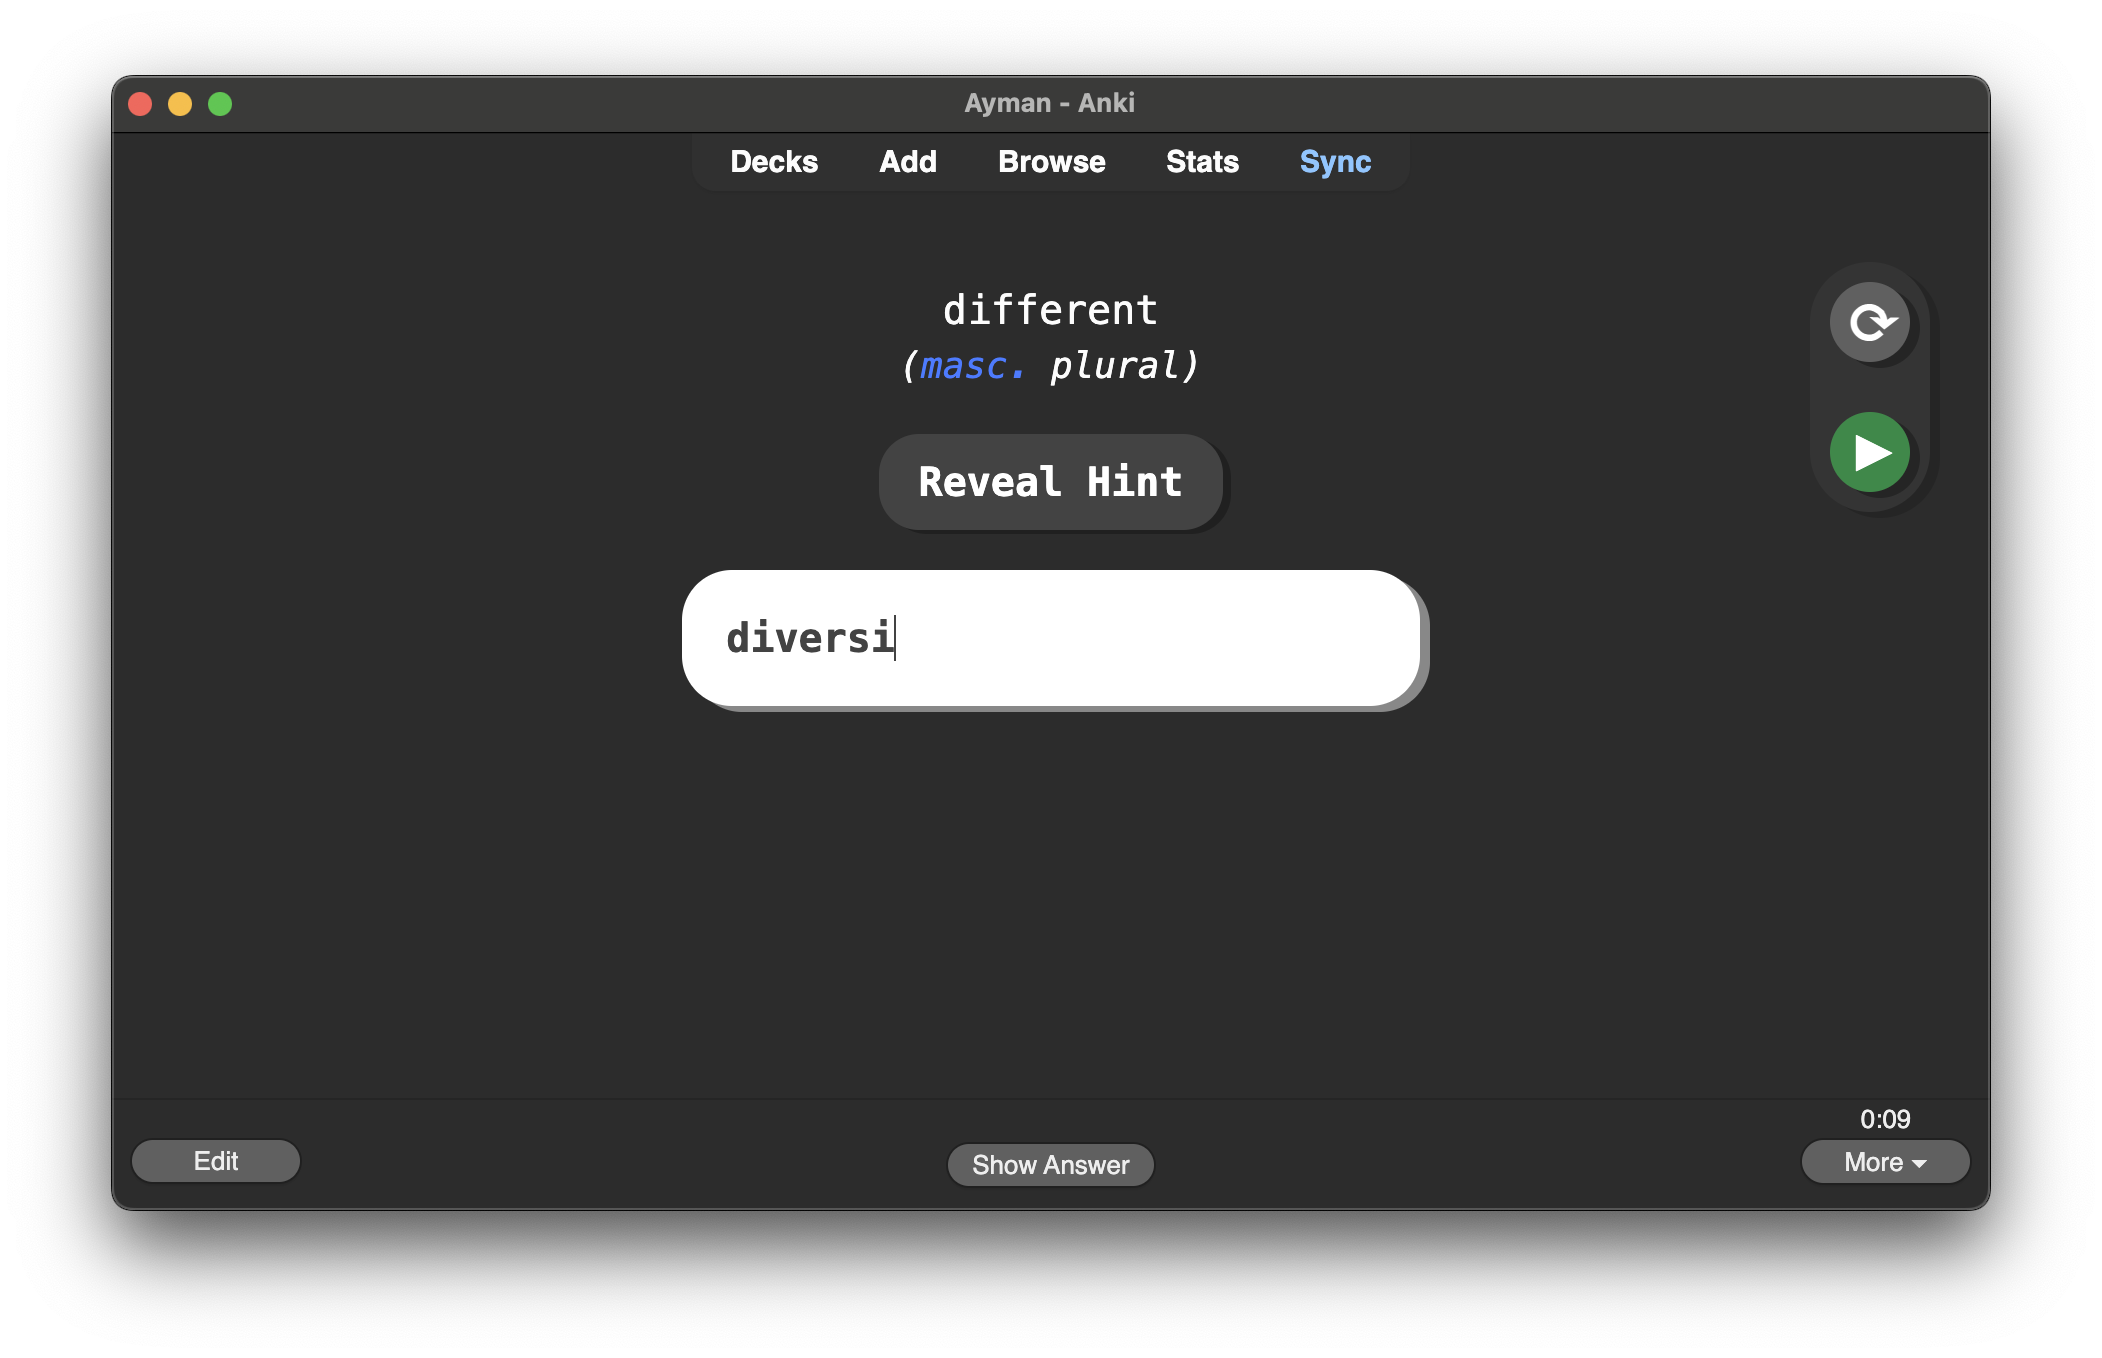 Ayman - Anki
Decks Add Browse Stats Sync
different
(masc. plural)
Reveal Hint
diversi
0:09
Edit Show Answer More